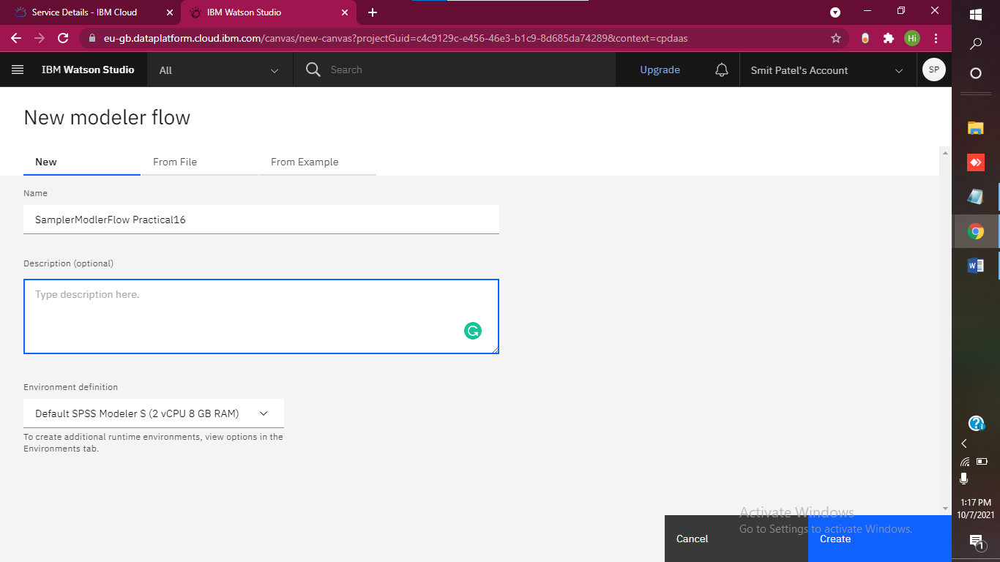 Service Details - IBM Cloud
IBM Watson Studio
eu-gb.dataplatform.cloud.ibm.com/canvas/new-canvas?projectGuid=c4c9129c-e456-46e3-b1c9-8d685da74289&context=cpdaas
Hi
IBM Watson Studio
All
Search
Upgrade
Smit Patel's Account
SP
New modeler flow
New
From File
From Example
Name
SamplerModlerFlow Practical16
Description (optional)
Type description here.
Environment definition
Default SPSS Modeler S (2 vCPU 8 GB RAM)
To create additional runtime environments, view options in the
Environments tab.
Activate Windows
Go to Settings to activate Windows.
Cancel
Create
1:17 PM
10/7/2021
1